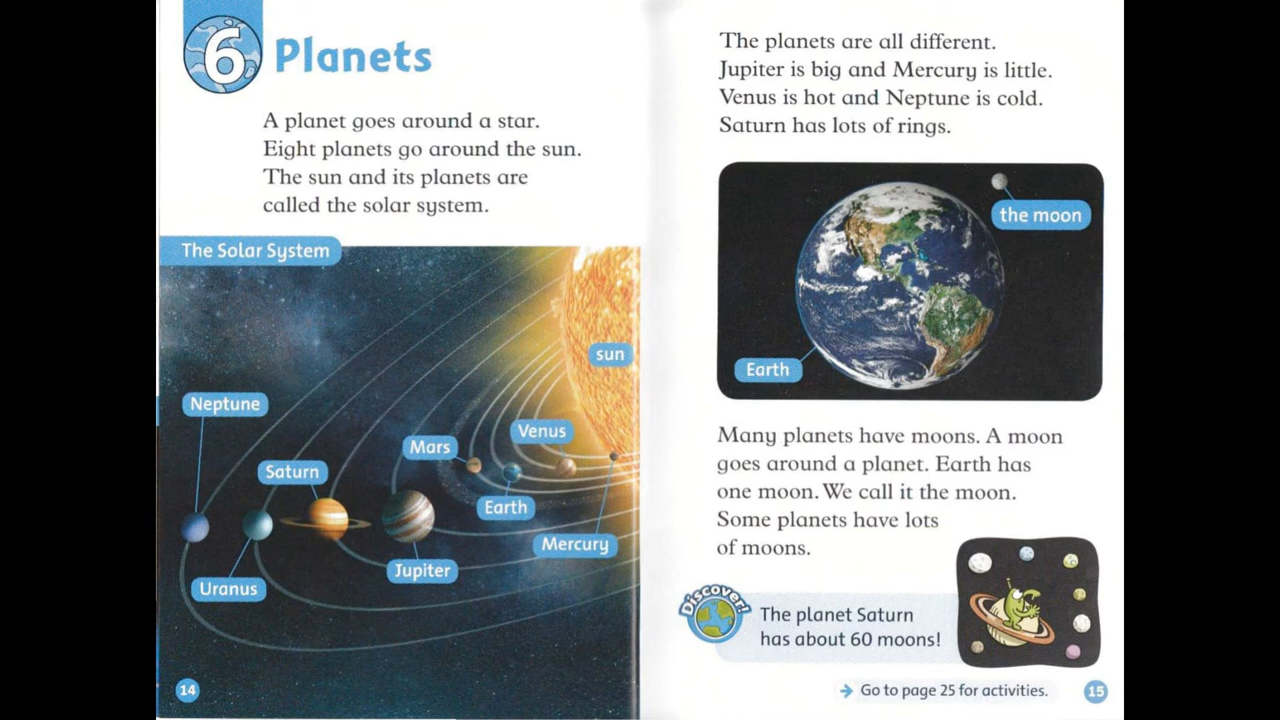 6 Planets
A planet goes around a star.
Eight planets go around the sun.
The sun and its planets are
called the solar system.
The Solar System
sun
Neptune
Venus
Mars
Saturn
Earth
Mercury
Jupiter
Uranus
14
The planets are all different.
Jupiter is big and Mercury is little.
Venus is hot and Neptune is cold.
Saturn has lots of rings.
the moon
Earth
Many planets have moons. A moon
goes around a planet. Earth has
one moon. We call it the moon.
Some planets have lots
of moons.
Discover!
The planet Saturn
has about 60 moons!
→ Go to page 25 for activities.
15